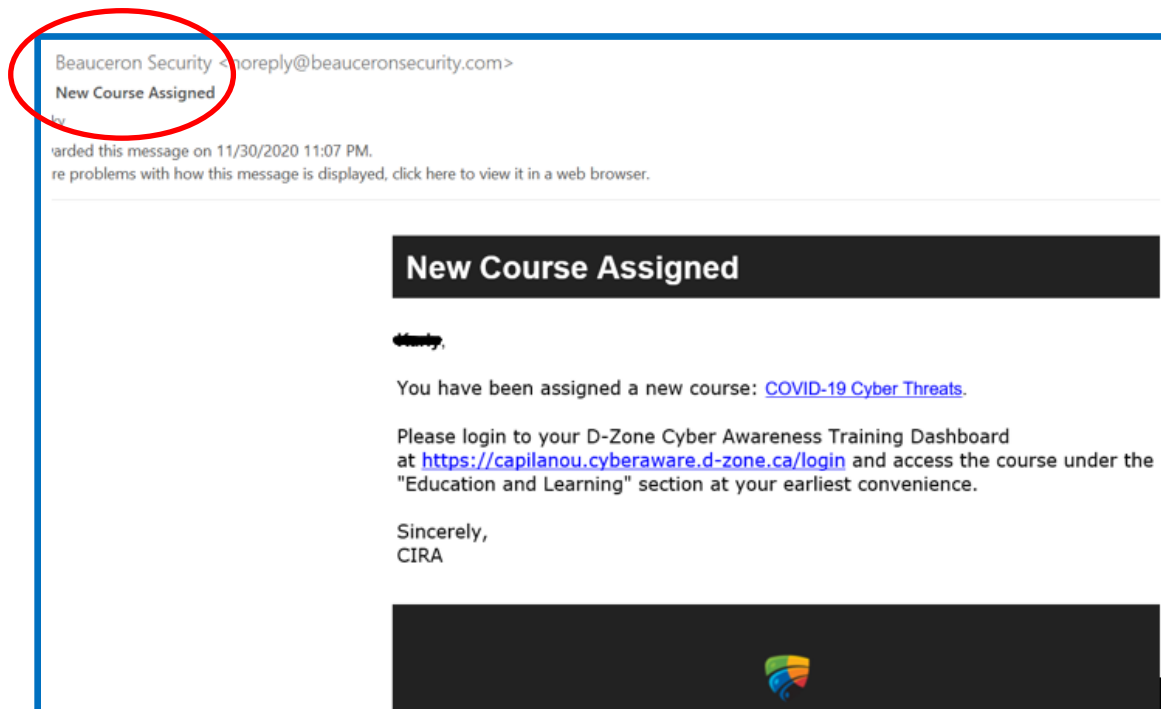 Beauceron Security <noreply@beauceronsecurity.com>
New Course Assigned
warded this message on 11/30/2020 11:07 PM.
re problems with how this message is displayed, click here to view it in a web browser.
New Course Assigned
You have been assigned a new course: COVID-19 Cyber Threats.
Please login to your D-Zone Cyber Awareness Training Dashboard
at https://capilanou.cyberaware.d-zone.ca/login and access the course under the
"Education and Learning" section at your earliest convenience.
Sincerely,
CIRA